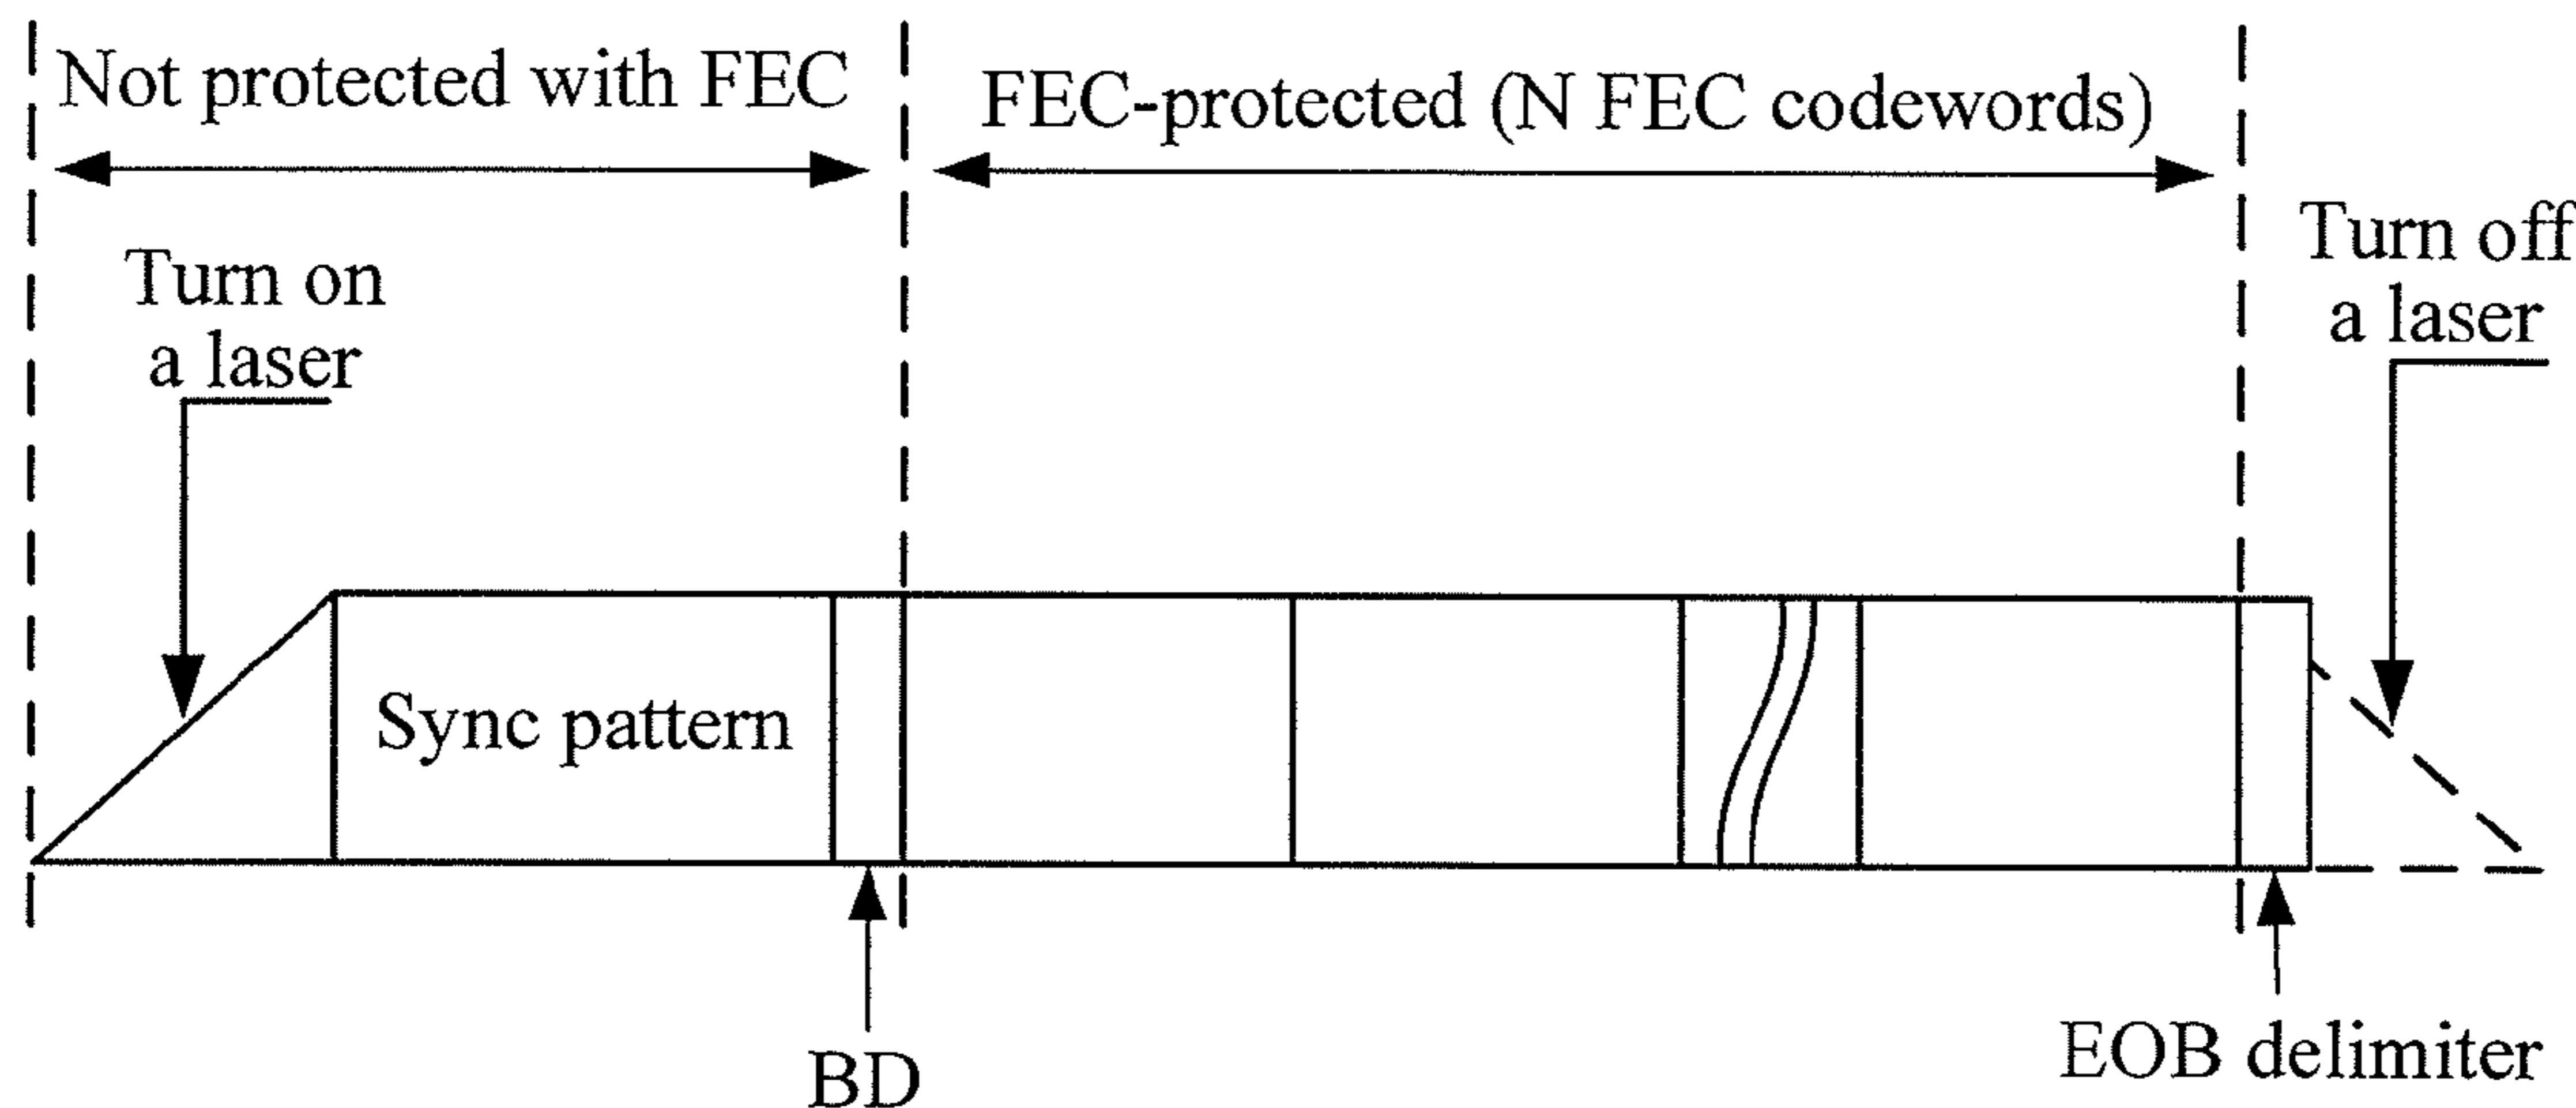 Not protected with FEC
FEC-protected (N FEC codewords)
Turn on
a laser
Turn off
a laser
Sync pattern
BD
EOB delimiter